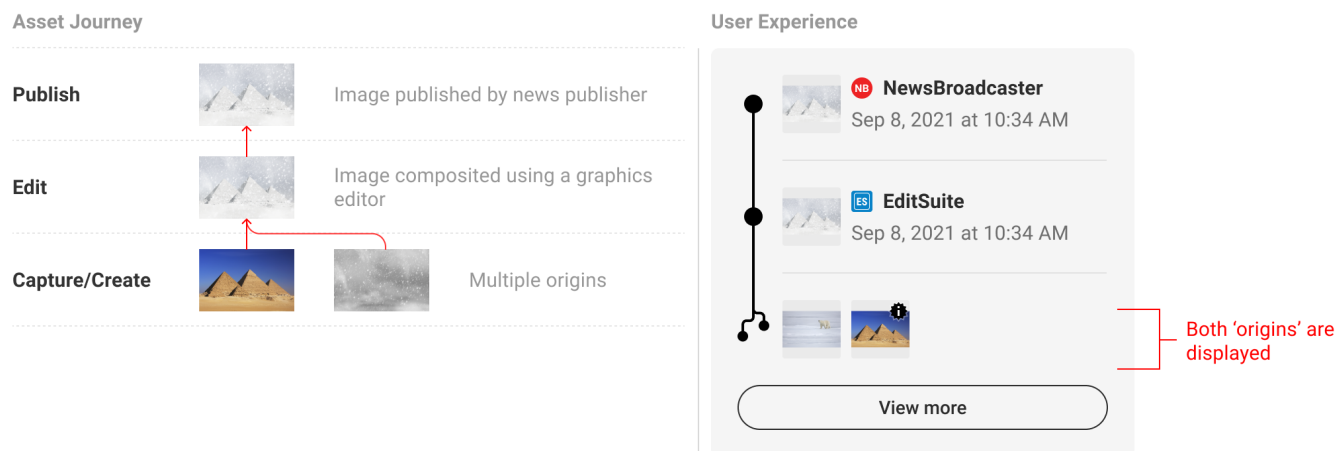 Asset Journey
Publish
Image published by news publisher
Edit
Image composited using a graphics
editor
Capture/Create
Multiple origins
User Experience
NB NewsBroadcaster
Sep 8, 2021 at 10:34 AM
ES EditSuite
Sep 8, 2021 at 10:34 AM
i
View more
Both ‘origins’ are
displayed